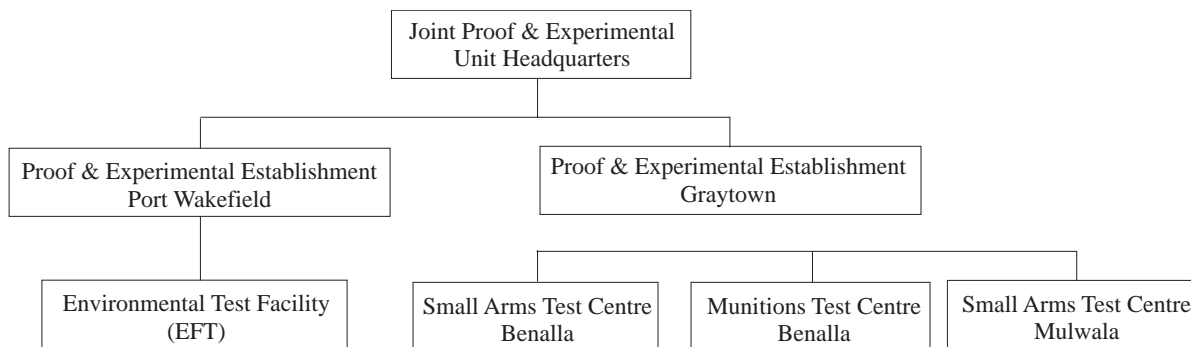 Joint Proof & Experimental
Unit Headquarters
Proof & Experimental Establishment
Port Wakefield
Proof & Experimental Establishment
Graytown
Environmental Test Facility
(EFT)
Small Arms Test Centre
Benalla
Munitions Test Centre
Benalla
Small Arms Test Centre
Mulwala